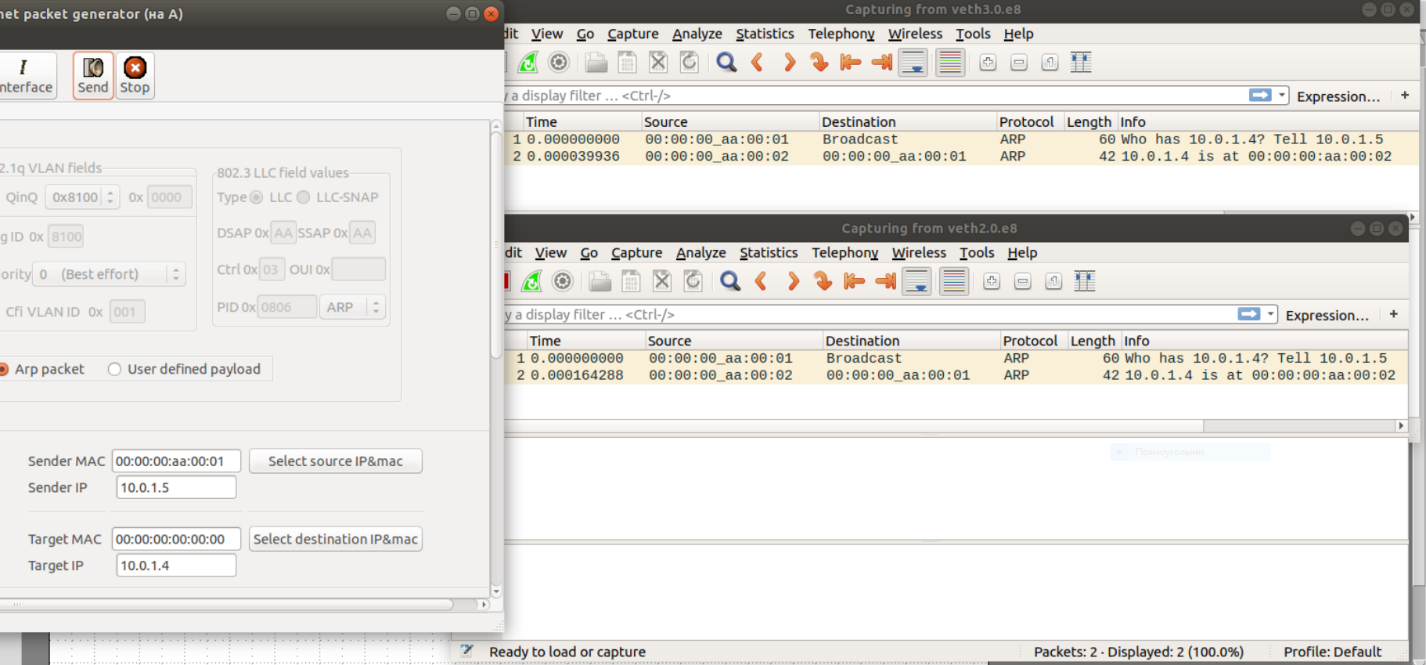 net packet generator (на A)
Interface
Send
Stop
2.1q VLAN fields
QinQ 0x8100 0x 0000
g ID 0x 8100
ority 0 (Best effort)
Cfi VLAN ID 0x 001
802.3 LLC field values
Type LLC LLC-SNAP
DSAP 0x AA SSAP 0x AA
Ctrl 0x 03 OUI 0x
PID 0x 0806 ARP
Arp packet User defined payload
Sender MAC 00:00:00:aa:00:01 Select source IP&mac
Sender IP 10.0.1.5
Target MAC 00:00:00:00:00:00 Select destination IP&mac
Target IP 10.0.1.4
Capturing from veth3.0.e8
dit View Go Capture Analyze Statistics Telephony Wireless Tools Help
y a display filter … <Ctrl-/> Expression… +
Time Source Destination Protocol Length Info
1 0.000000000 00:00:00_aa:00:01 Broadcast ARP 60 Who has 10.0.1.4? Tell 10.0.1.5
2 0.000039936 00:00:00_aa:00:02 00:00:00_aa:00:01 ARP 42 10.0.1.4 is at 00:00:00:aa:00:02
Capturing from veth2.0.e8
dit View Go Capture Analyze Statistics Telephony Wireless Tools Help
y a display filter … <Ctrl-/> Expression… +
Time Source Destination Protocol Length Info
1 0.000000000 00:00:00_aa:00:01 Broadcast ARP 60 Who has 10.0.1.4? Tell 10.0.1.5
2 0.000164288 00:00:00_aa:00:02 00:00:00_aa:00:01 ARP 42 10.0.1.4 is at 00:00:00:aa:00:02
Прямоугольник
Ready to load or capture Packets: 2 · Displayed: 2 (100.0%) Profile: Default